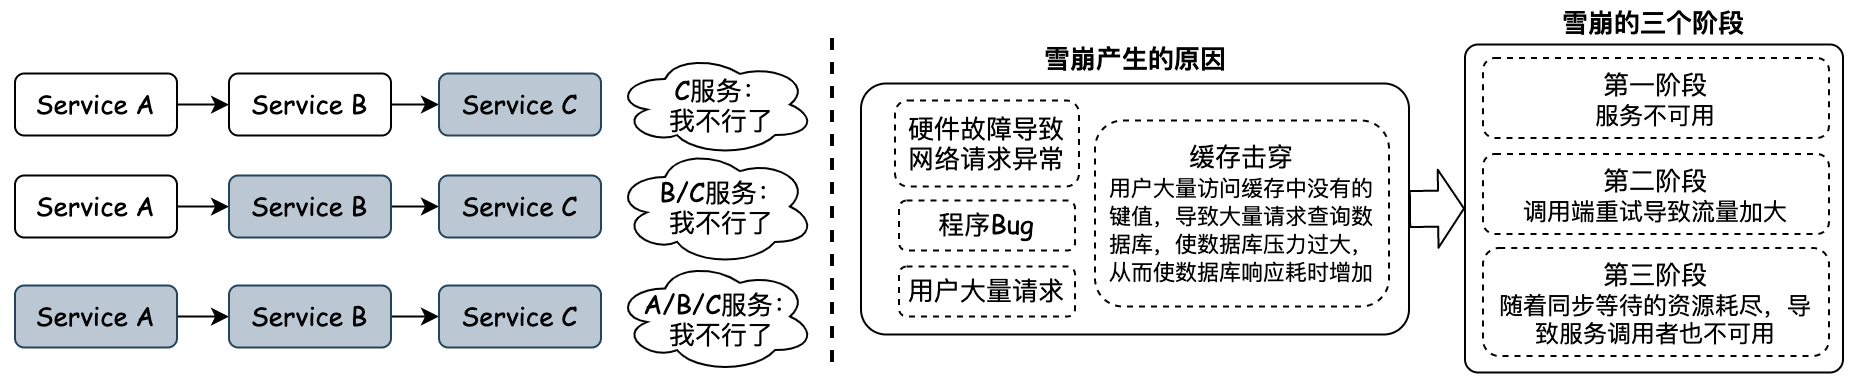 Service A
Service B
Service C
C服务：
我不行了
Service A
Service B
Service C
B/C服务：
我不行了
Service A
Service B
Service C
A/B/C服务：
我不行了
雪崩产生的原因
硬件故障导致
网络请求异常
程序Bug
用户大量请求
缓存击穿
用户大量访问缓存中没有的
键值，导致大量请求查询数
据库，使数据库压力过大，
从而使数据库响应耗时增加
雪崩的三个阶段
第一阶段
服务不可用
第二阶段
调用端重试导致流量加大
第三阶段
随着同步等待的资源耗尽，导
致服务调用者也不可用